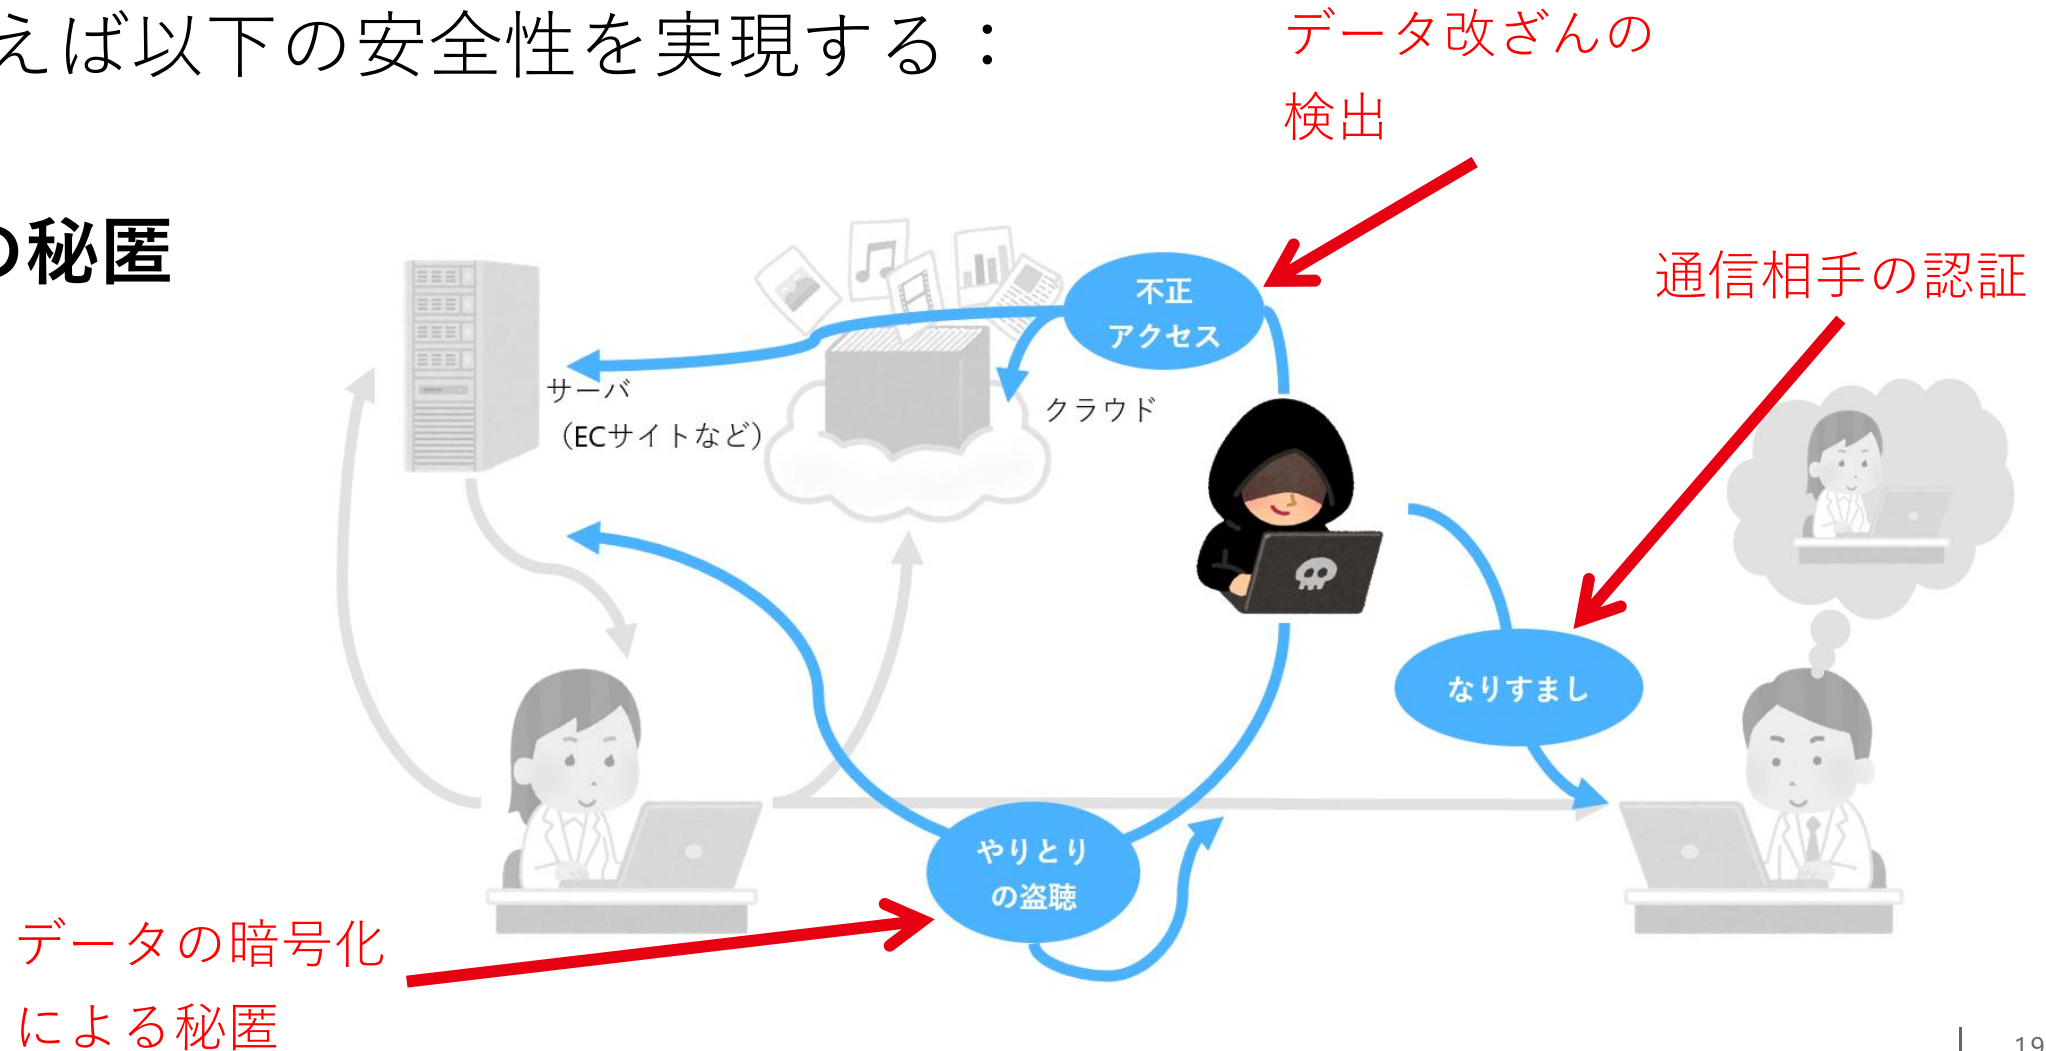 えば以下の安全性を実現する：
データ改ざんの
検出
の秘匿
通信相手の認証
不正
アクセス
サーバ
（ECサイトなど）
クラウド
なりすまし
やりとり
の盗聴
データの暗号化
による秘匿
19